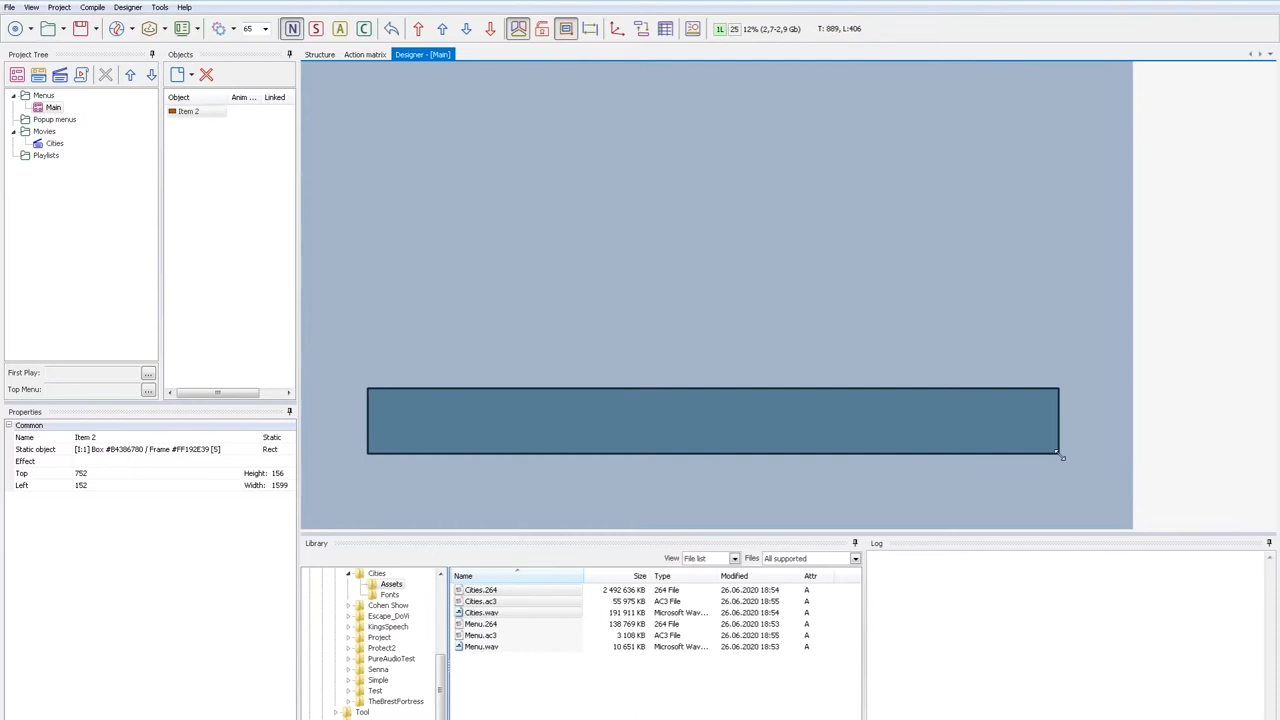 File View Project Compile Designer Tools Help
65 N S A C 1L 25 12% (2,7-2,9 Gb) T: 889, L:406
Project Tree Objects Structure Action matrix Designer - [Main]
Object Anim ... Linked
Menus
Main
Popup menus
Movies
Cities
Playlists
Item 2
First Play: ...
Top Menu: ...
Properties
Common
Name Item 2 Static
Static object [I:1] Box #B4386780 / Frame #FF192E39 [5] Rect
Effect
Top 752 Height: 156
Left 152 Width: 1599
Library Log
View File list Files All supported
Cities
Assets
Fonts
Cohen Show
Escape_DoVi
KingsSpeech
Project
Protect2
PureAudioTest
Senna
Simple
Test
TheBrestFortress
Tool
Name Size Type Modified Attr
Cities.264 2 492 636 KB 264 File 26.06.2020 18:54 A
Cities.ac3 55 975 KB AC3 File 26.06.2020 18:55 A
Cities.wav 191 911 KB Microsoft Wav... 26.06.2020 18:54 A
Menu.264 138 769 KB 264 File 26.06.2020 18:53 A
Menu.ac3 3 108 KB AC3 File 26.06.2020 18:55 A
Menu.wav 10 651 KB Microsoft Wav... 26.06.2020 18:53 A